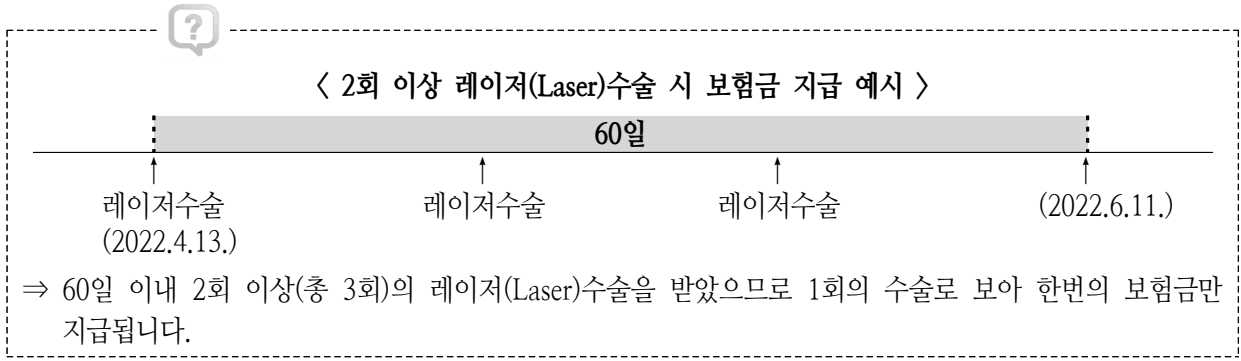 ?
〈 2회 이상 레이저(Laser)수술 시 보험금 지급 예시 〉
60일
레이저수술 레이저수술 레이저수술 (2022.6.11.)
(2022.4.13.)
⇒ 60일 이내 2회 이상(총 3회)의 레이저(Laser)수술을 받았으므로 1회의 수술로 보아 한번의 보험금만
지급됩니다.